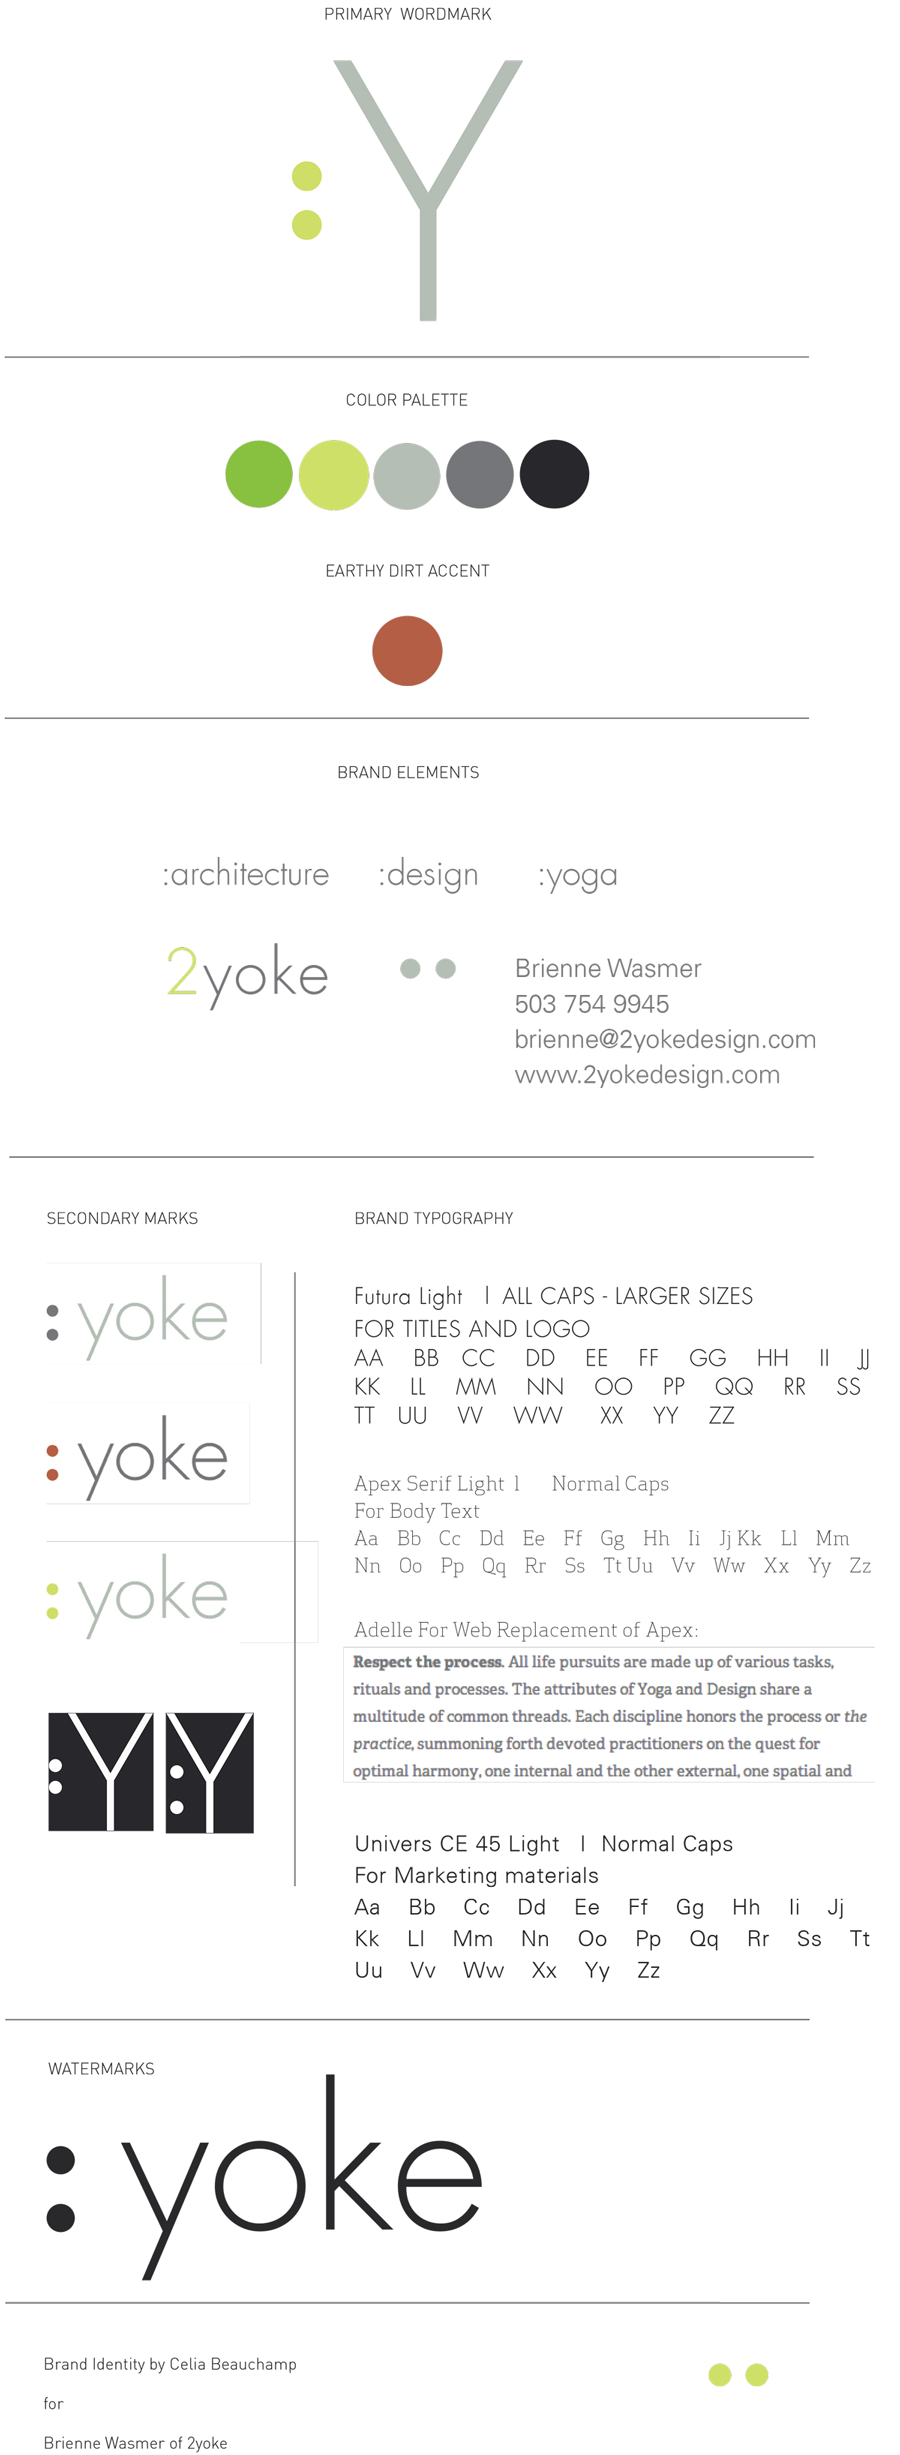 PRIMARY WORDMARK
:Y
COLOR PALETTE
EARTHY DIRT ACCENT
BRAND ELEMENTS
:architecture :design :yoga
2yoke
Brienne Wasmer
503 754 9945
brienne@2yokedesign.com
www.2yokedesign.com
SECONDARY MARKS
:yoke
:yoke
:yoke
:Y :Y
BRAND TYPOGRAPHY
Futura Light | ALL CAPS - LARGER SIZES
FOR TITLES AND LOGO
AA BB CC DD EE FF GG HH II JJ
KK LL MM NN OO PP QQ RR SS
TT UU VV WW XX YY ZZ
Apex Serif Light l Normal Caps
For Body Text
Aa Bb Cc Dd Ee Ff Gg Hh Ii Jj Kk Ll Mm
Nn Oo Pp Qq Rr Ss Tt Uu Vv Ww Xx Yy Zz
Adelle For Web Replacement of Apex:
Respect the process. All life pursuits are made up of various tasks,
rituals and processes. The attributes of Yoga and Design share a
multitude of common threads. Each discipline honors the process or the
practice, summoning forth devoted practitioners on the quest for
optimal harmony, one internal and the other external, one spatial and
Univers CE 45 Light | Normal Caps
For Marketing materials
Aa Bb Cc Dd Ee Ff Gg Hh Ii Jj
Kk Ll Mm Nn Oo Pp Qq Rr Ss Tt
Uu Vv Ww Xx Yy Zz
WATERMARKS
:yoke
Brand Identity by Celia Beauchamp
for
Brienne Wasmer of 2yoke